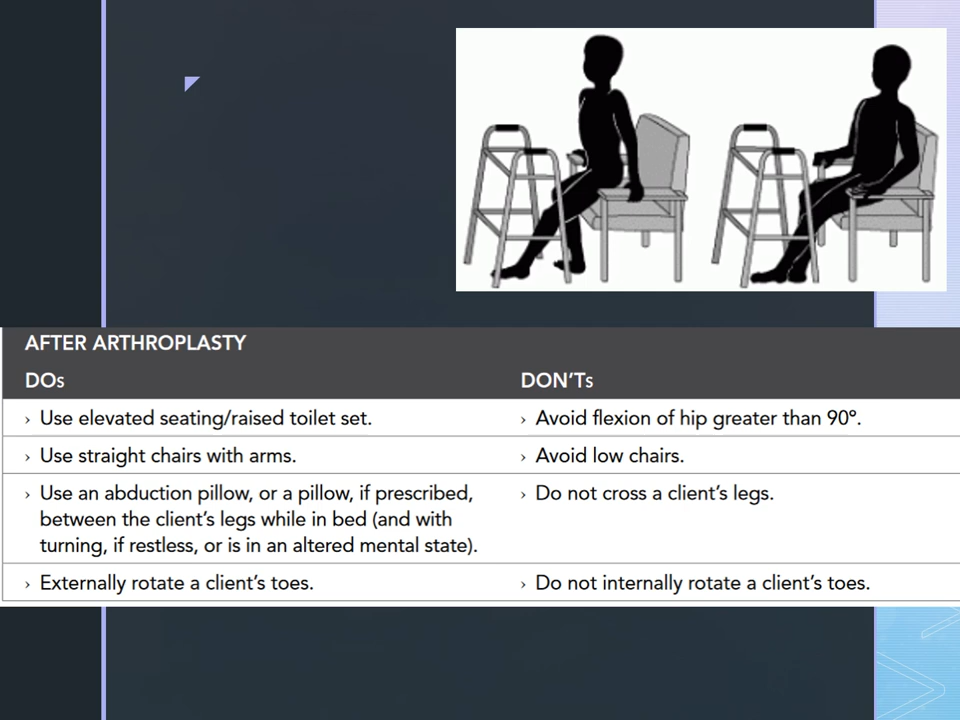 AFTER ARTHROPLASTY
DOs
DON'Ts
› Use elevated seating/raised toilet set.
› Avoid flexion of hip greater than 90º.
› Use straight chairs with arms.
› Avoid low chairs.
› Use an abduction pillow, or a pillow, if prescribed,
between the client's legs while in bed (and with
turning, if restless, or is in an altered mental state).
› Do not cross a client's legs.
› Externally rotate a client's toes.
› Do not internally rotate a client's toes.